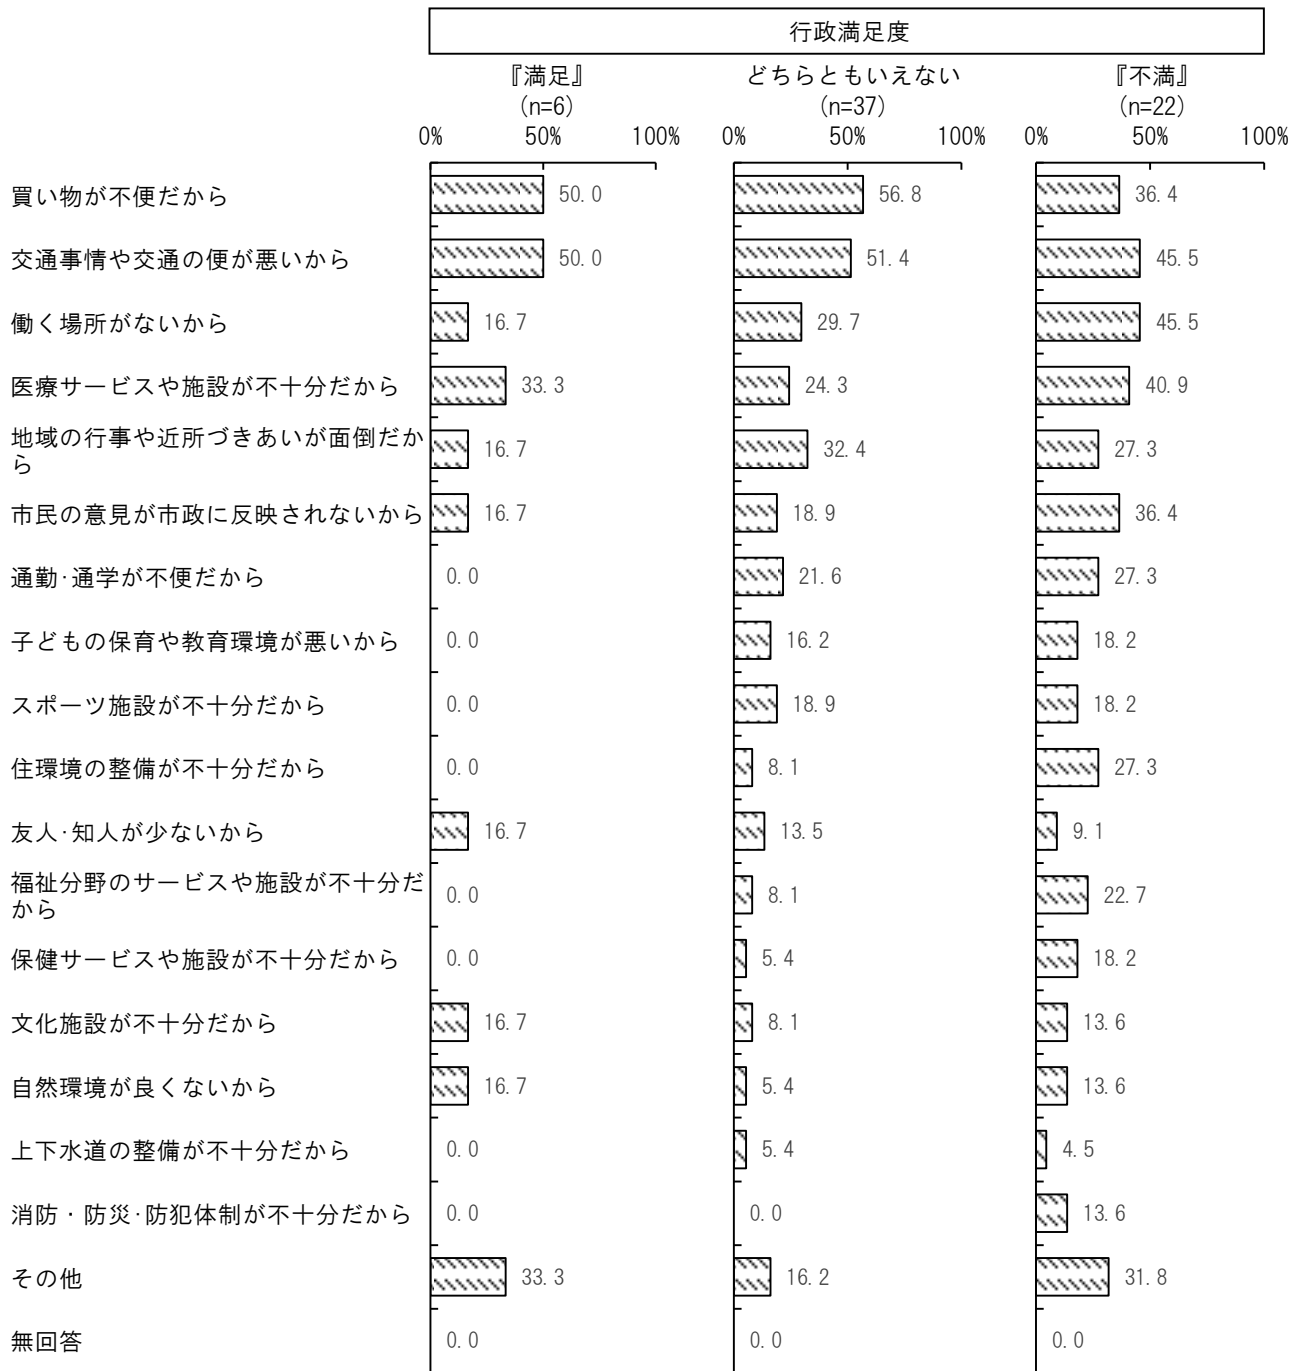 行政満足度
『満足』 どちらともいえない 『不満』
(n=6) (n=37) (n=22)
0% 50% 100% 0% 50% 100% 0% 50% 100%
買い物が不便だから 50.0 56.8 36.4
交通事情や交通の便が悪いから 50.0 51.4 45.5
働く場所がないから 16.7 29.7 45.5
医療サービスや施設が不十分だから 33.3 24.3 40.9
地域の行事や近所づきあいが面倒だか
ら 16.7 32.4 27.3
市民の意見が市政に反映されないから 16.7 18.9 36.4
通勤・通学が不便だから 0.0 21.6 27.3
子どもの保育や教育環境が悪いから 0.0 16.2 18.2
スポーツ施設が不十分だから 0.0 18.9 18.2
住環境の整備が不十分だから 0.0 8.1 27.3
友人・知人が少ないから 16.7 13.5 9.1
福祉分野のサービスや施設が不十分だ
から 0.0 8.1 22.7
保健サービスや施設が不十分だから 0.0 5.4 18.2
文化施設が不十分だから 16.7 8.1 13.6
自然環境が良くないから 16.7 5.4 13.6
上下水道の整備が不十分だから 0.0 5.4 4.5
消防・防災・防犯体制が不十分だから 0.0 0.0 13.6
その他 33.3 16.2 31.8
無回答 0.0 0.0 0.0